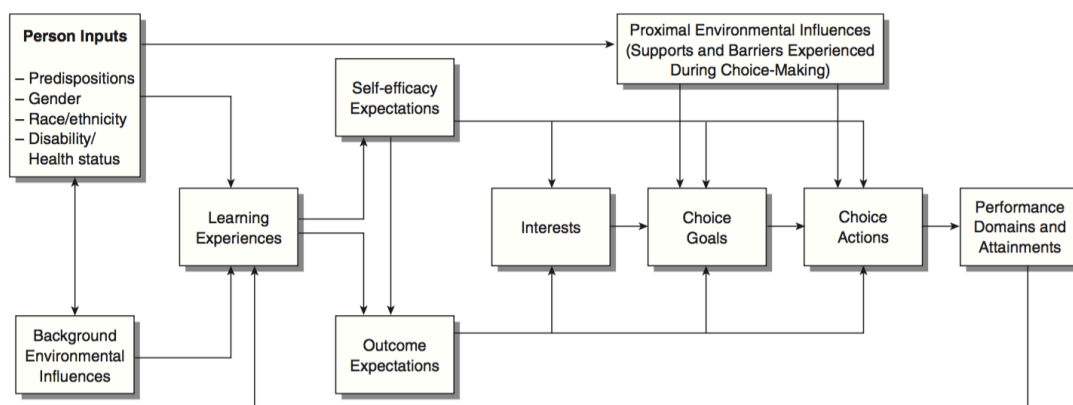 Person Inputs
– Predispositions
– Gender
– Race/ethnicity
– Disability/
Health status
Proximal Environmental Influences
(Supports and Barriers Experienced
During Choice-Making)
Self-efficacy
Expectations
Learning
Experiences
Interests
Choice
Goals
Choice
Actions
Performance
Domains and
Attainments
Background
Environmental
Influences
Outcome
Expectations